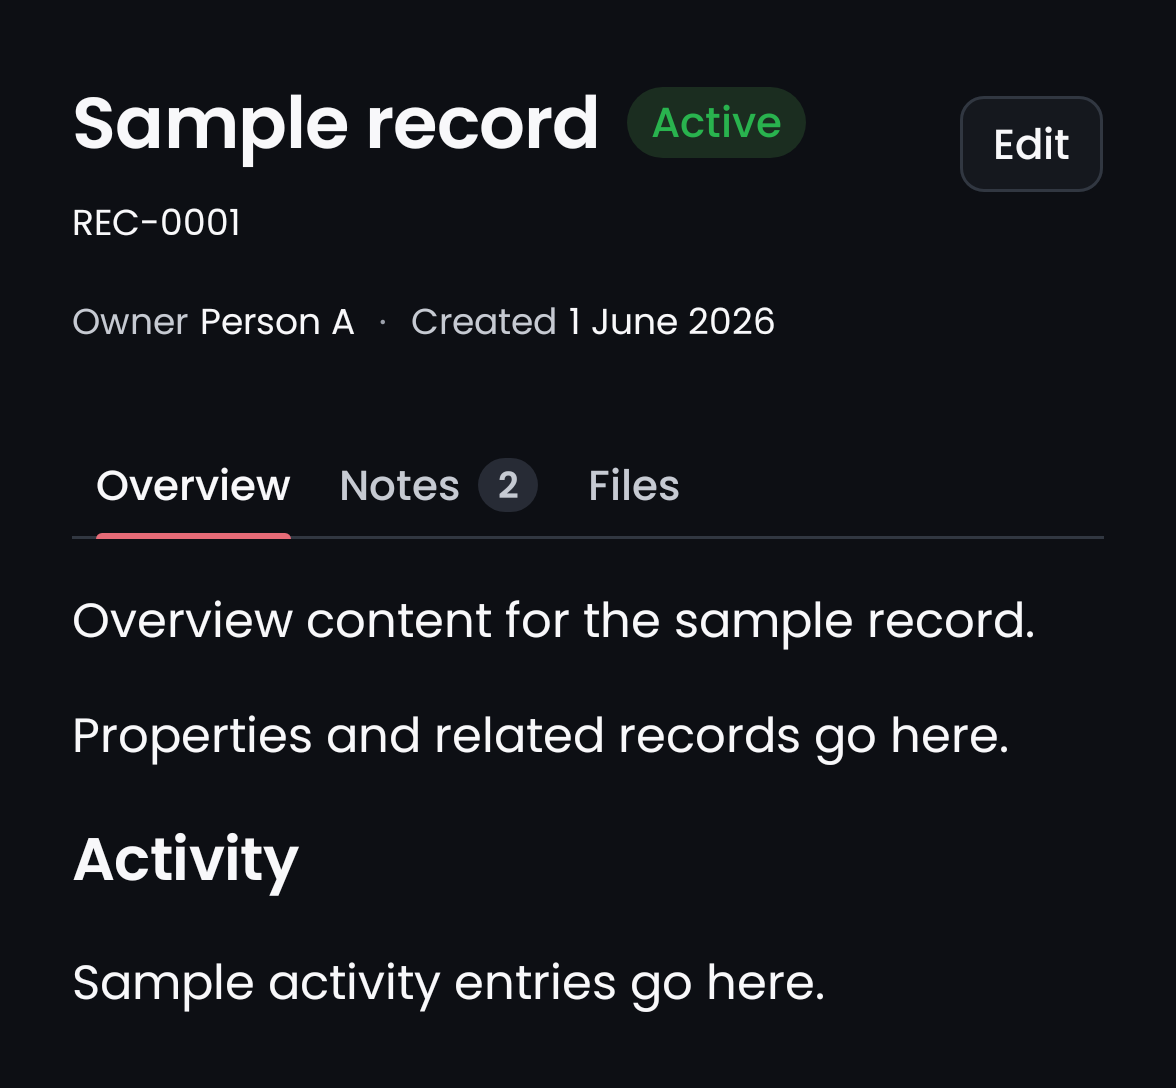 Sample record Active Edit
REC-0001
Owner Person A · Created 1 June 2026
Overview Notes 2 Files
Overview content for the sample record.
Properties and related records go here.
Activity
Sample activity entries go here.